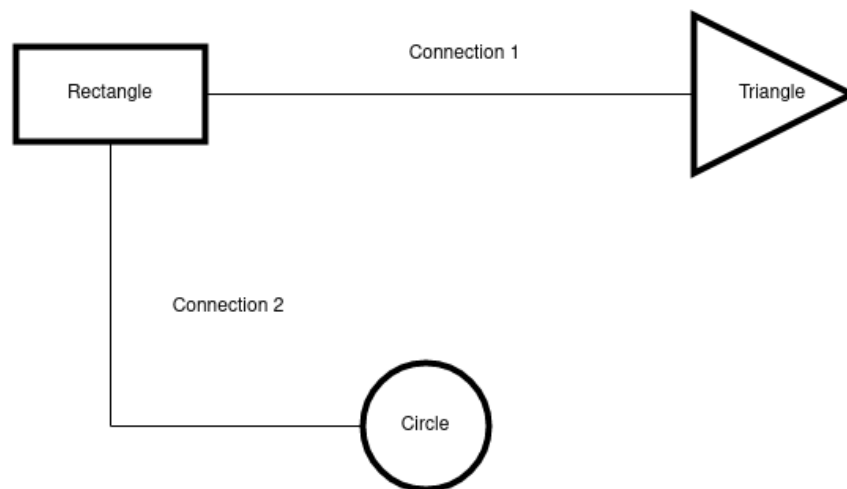 Connection 1
Rectangle
Triangle
Connection 2
Circle